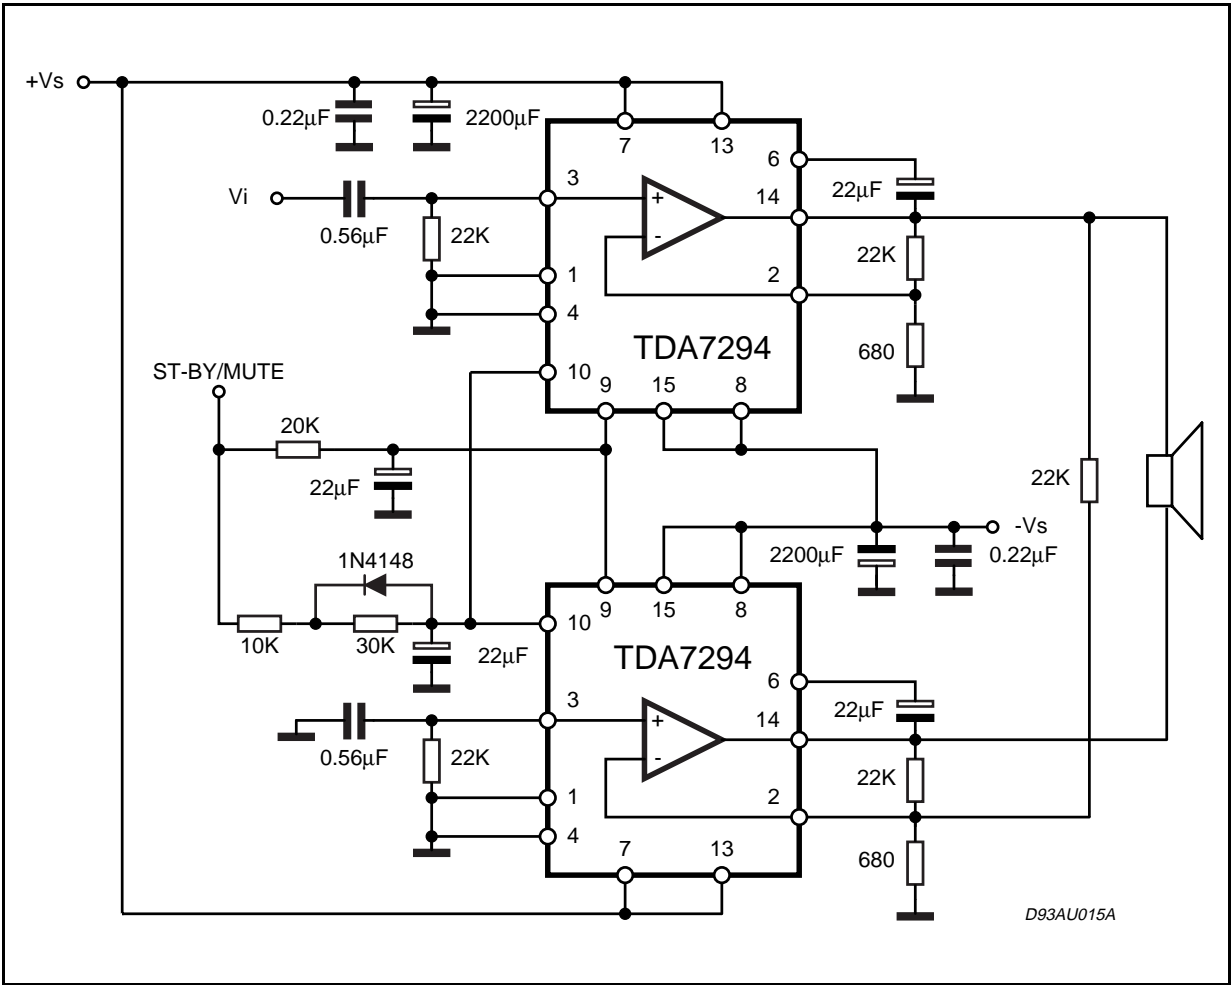 +Vs
0.22µF
2200µF
7
13
6
22µF
Vi
3
+
14
0.56µF
22K
-
22K
1
2
4
TDA7294
680
ST-BY/MUTE
10
9
15
8
20K
22µF
22K
-Vs
2200µF
0.22µF
1N4148
9
15
8
10
10K
30K
22µF
TDA7294
6
3
22µF
+
14
0.56µF
22K
-
22K
1
2
4
7
13
680
D93AU015A